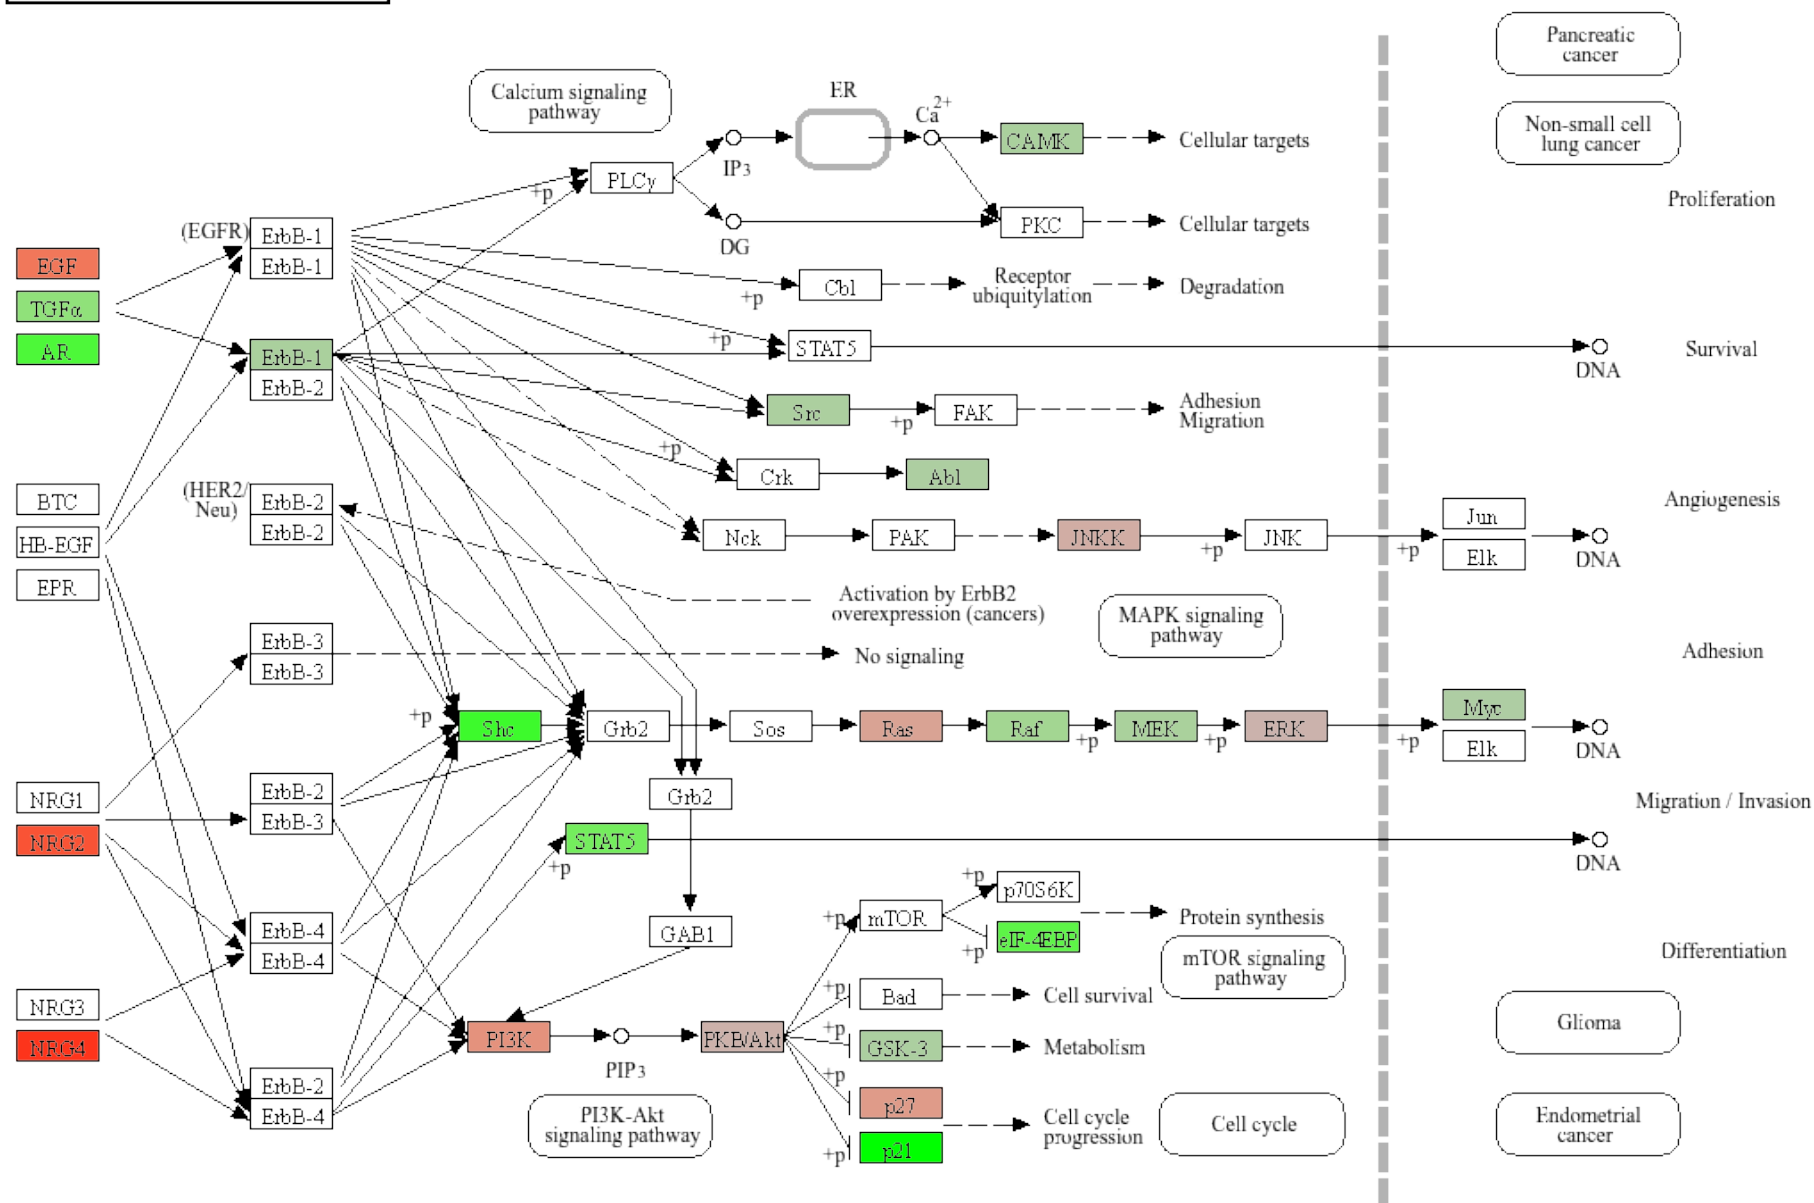 Pancreatic
cancer
Calcium signaling
pathway
ER
Ca2+
Non-small cell
lung cancer
CAMK
Cellular targets
IP3
PLCγ
+p
Proliferation
PKC
Cellular targets
DG
(EGFR)
ErbB-1
ErbB-1
EGF
TGFα
AR
Cbl
+p
Receptor
ubiquitylation
Degradation
ErbB-1
ErbB-2
+p
STAT5
DNA
Survival
Src
+p
FAK
Adhesion
Migration
+p
Crk
Abl
BTC
HB-EGF
EPR
(HER2/
Neu)
ErbB-2
ErbB-2
Nck
PAK
JNKK
+p
JNK
+p
Jun
Elk
DNA
Angiogenesis
Activation by ErbB2
overexpression (cancers)
MAPK signaling
pathway
ErbB-3
ErbB-3
No signaling
Adhesion
+p
Shc
Grb2
Sos
Ras
Raf
+p
MEK
+p
ERK
+p
Myc
Elk
DNA
NRG1
NRG2
ErbB-2
ErbB-3
Grb2
Migration / Invasion
STAT5
+p
DNA
ErbB-4
ErbB-4
GAB1
+p
mTOR
+p
p70S6K
+p
eIF-4EBP
Protein synthesis
mTOR signaling
pathway
Differentiation
NRG3
NRG4
+p
Bad
Cell survival
PI3K
PIP3
PKB/Akt
+p
GSK-3
Metabolism
Glioma
ErbB-2
ErbB-4
PI3K-Akt
signaling pathway
+p
p27
+p
p21
Cell cycle
progression
Cell cycle
Endometrial
cancer